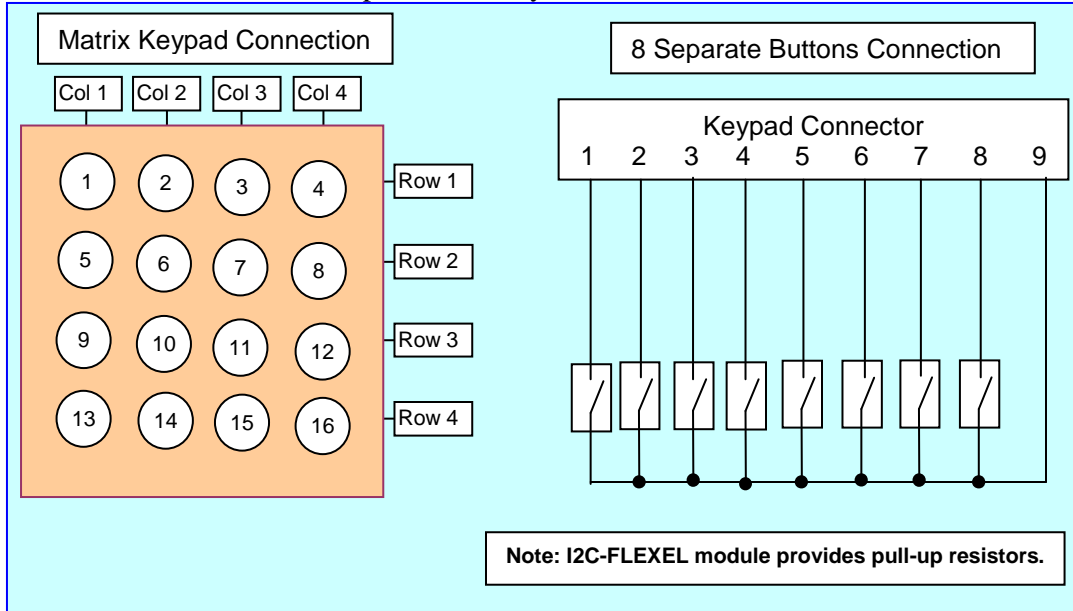 Matrix Keypad Connection
Col 1 Col 2 Col 3 Col 4
1 2 3 4 Row 1
5 6 7 8 Row 2
9 10 11 12 Row 3
13 14 15 16 Row 4
8 Separate Buttons Connection
Keypad Connector
1 2 3 4 5 6 7 8 9
Note: I2C-FLEXEL module provides pull-up resistors.